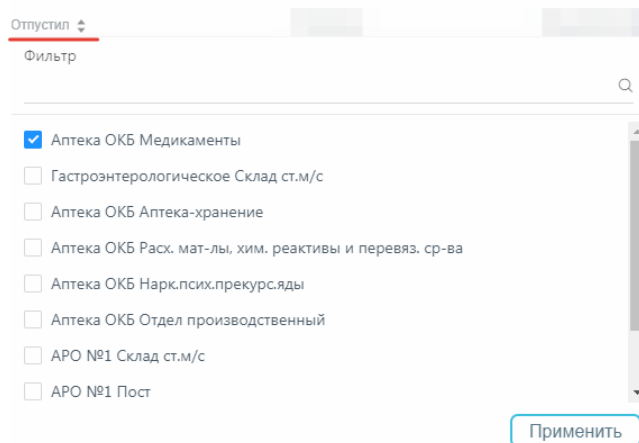 Отпустил
Фильтр
Аптека ОКБ Медикаменты
Гастроэнтерологическое Склад ст.м/с
Аптека ОКБ Аптека-хранение
Аптека ОКБ Расх. мат-лы, хим. реактивы и перевяз. ср-ва
Аптека ОКБ Нарк.псих.прекурс.яды
Аптека ОКБ Отдел производственный
АРО №1 Склад ст.м/с
АРО №1 Пост
Применить